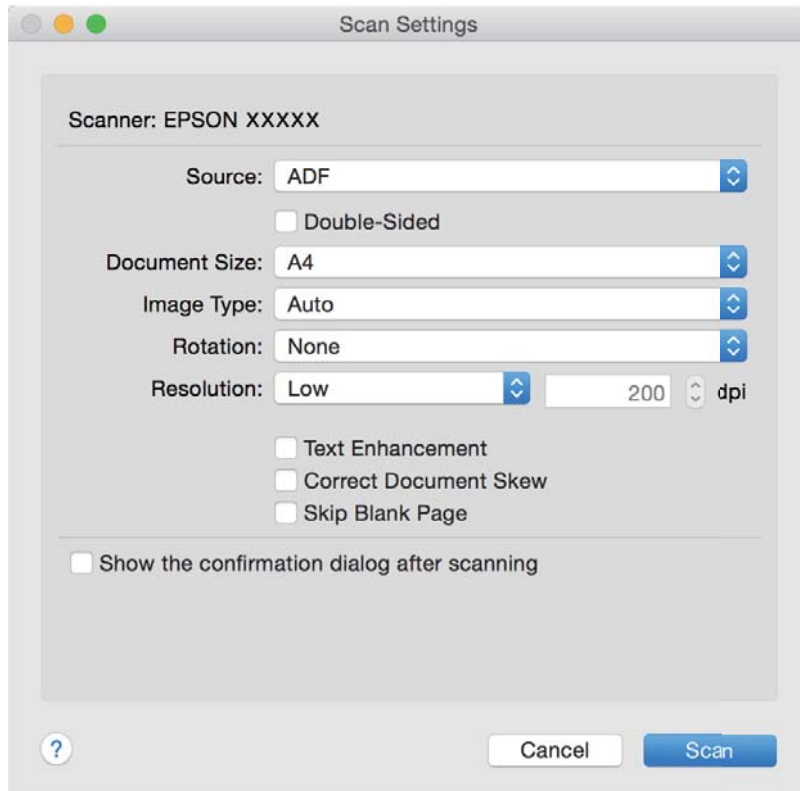 Scan Settings
Scanner: EPSON XXXXX
Source: ADF
Double-Sided
Document Size: A4
Image Type: Auto
Rotation: None
Resolution: Low 200 dpi
Text Enhancement
Correct Document Skew
Skip Blank Page
Show the confirmation dialog after scanning
? Cancel Scan